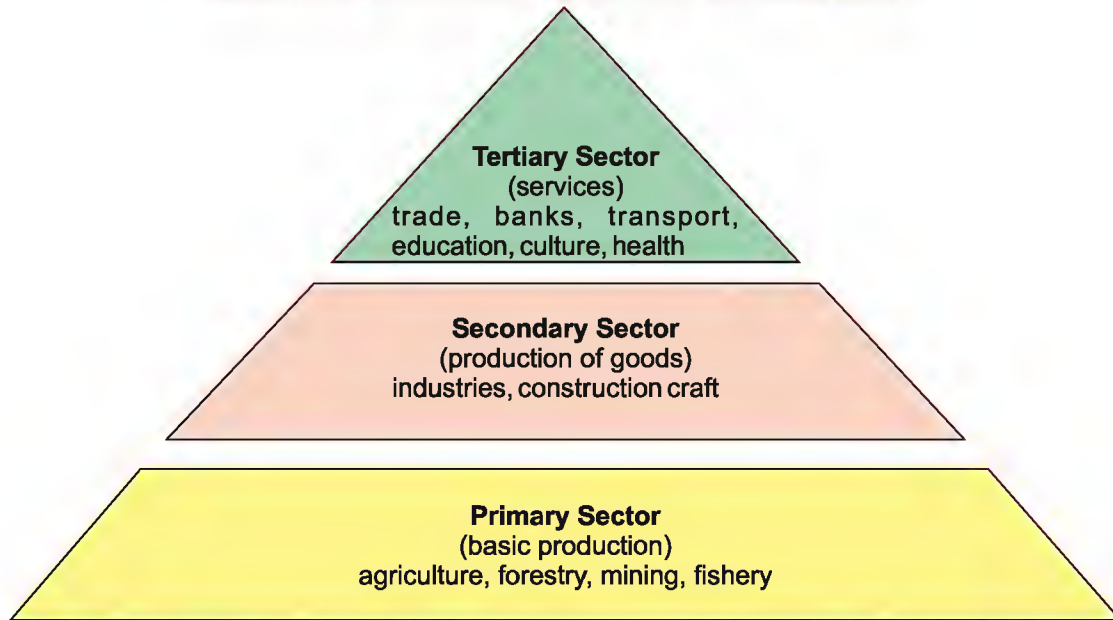 Tertiary Sector
(services)
trade, banks, transport,
education, culture, health
Secondary Sector
(production of goods)
industries, construction craft
Primary Sector
(basic production)
agriculture, forestry, mining, fishery